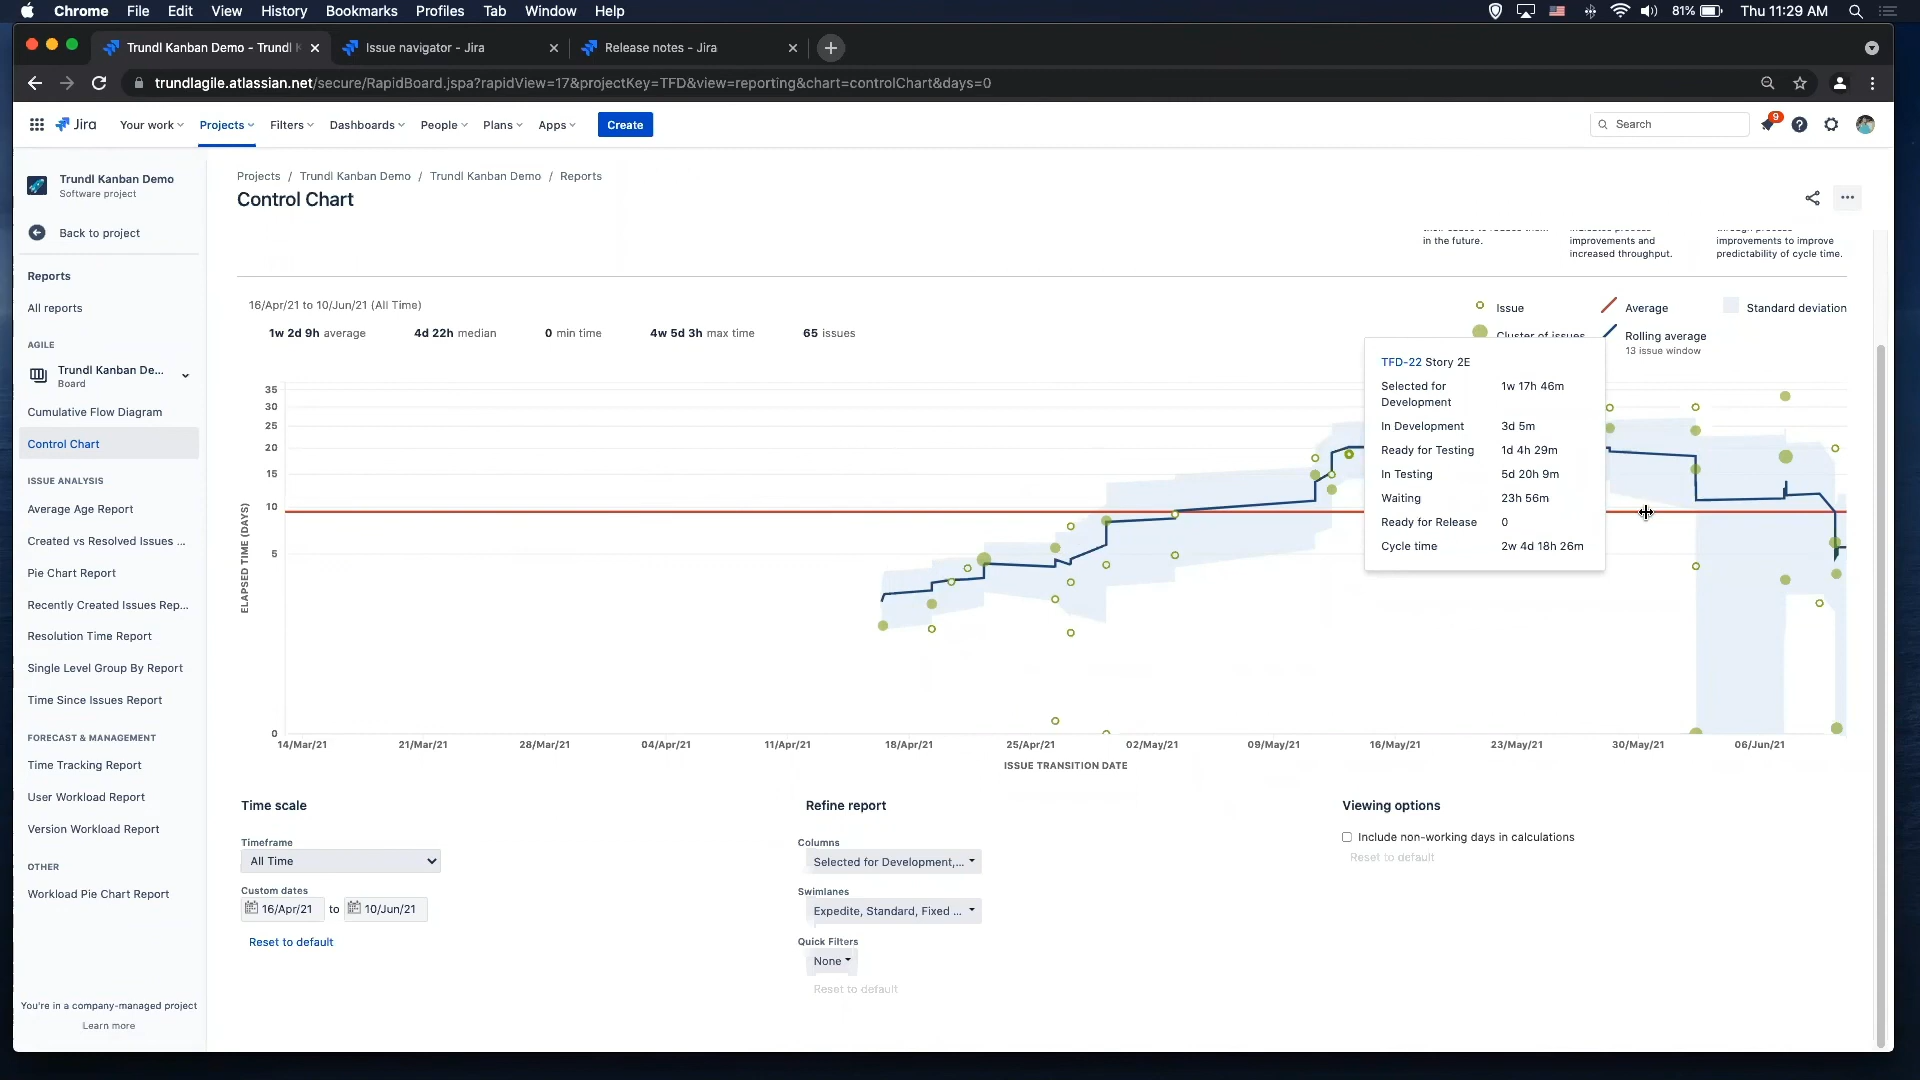 Chrome File Edit View History Bookmarks Profiles Tab Window Help 81% Thu 11:29 AM
Trundl Kanban Demo - Trundl K
Issue navigator - Jira
Release notes - Jira
trundlagile.atlassian.net/secure/RapidBoard.jspa?rapidView=17&projectKey=TFD&view=reporting&chart=controlChart&days=0
Jira Your work Projects Filters Dashboards People Plans Apps Create Search 9
Trundl Kanban Demo
Software project
Back to project
Reports
All reports
AGILE
Trundl Kanban De...
Board
Cumulative Flow Diagram
Control Chart
ISSUE ANALYSIS
Average Age Report
Created vs Resolved Issues ...
Pie Chart Report
Recently Created Issues Rep...
Resolution Time Report
Single Level Group By Report
Time Since Issues Report
FORECAST & MANAGEMENT
Time Tracking Report
User Workload Report
Version Workload Report
OTHER
Workload Pie Chart Report
You're in a company-managed project
Learn more
Projects / Trundl Kanban Demo / Trundl Kanban Demo / Reports
Control Chart
in the future.
improvements and
increased throughput.
improvements to improve
predictability of cycle time.
16/Apr/21 to 10/Jun/21 (All Time)
1w 2d 9h average 4d 22h median 0 min time 4w 5d 3h max time 65 issues
Issue Average Standard deviation
Cluster of issues Rolling average
13 issue window
TFD-22 Story 2E
Selected for Development 1w 17h 46m
In Development 3d 5m
Ready for Testing 1d 4h 29m
In Testing 5d 20h 9m
Waiting 23h 56m
Ready for Release 0
Cycle time 2w 4d 18h 26m
ELAPSED TIME (DAYS)
35
30
25
20
15
10
5
0
14/Mar/21 21/Mar/21 28/Mar/21 04/Apr/21 11/Apr/21 18/Apr/21 25/Apr/21 02/May/21 09/May/21 16/May/21 23/May/21 30/May/21 06/Jun/21
ISSUE TRANSITION DATE
Time scale
Timeframe
All Time
Custom dates
16/Apr/21 to 10/Jun/21
Reset to default
Refine report
Columns
Selected for Development,...
Swimlanes
Expedite, Standard, Fixed ...
Quick Filters
None
Reset to default
Viewing options
Include non-working days in calculations
Reset to default